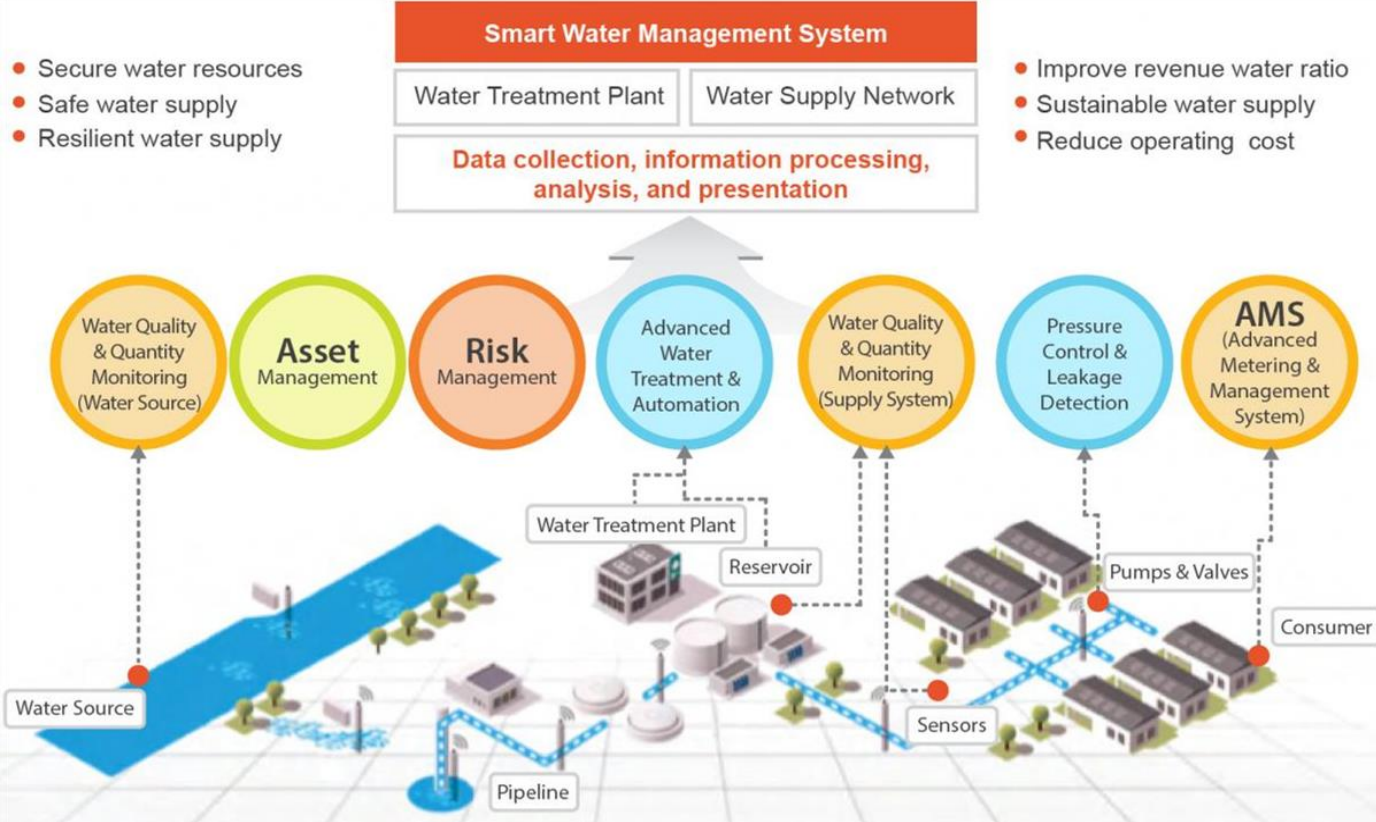 Smart Water Management System
Water Treatment Plant
Water Supply Network
Data collection, information processing,
analysis, and presentation
Secure water resources
Safe water supply
Resilient water supply
Improve revenue water ratio
Sustainable water supply
Reduce operating cost
Water Quality
& Quantity
Monitoring
(Water Source)
Asset
Management
Risk
Management
Advanced
Water
Treatment &
Automation
Water Quality
& Quantity
Monitoring
(Supply System)
Pressure
Control &
Leakage
Detection
AMS
(Advanced
Metering &
Management
System)
Water Treatment Plant
Reservoir
Pumps & Valves
Consumer
Water Source
Sensors
Pipeline